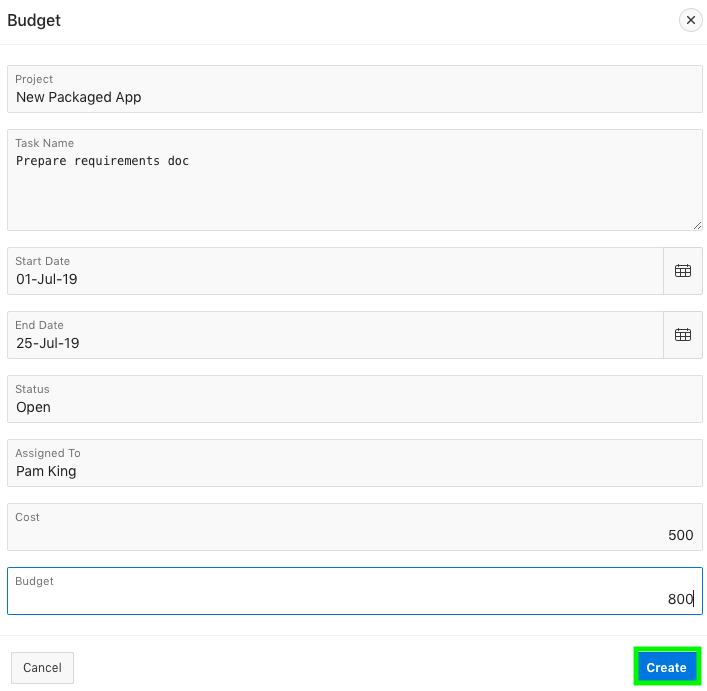 Budget
Project
New Packaged App
Task Name
Prepare requirements doc
Start Date
01-Jul-19
End Date
25-Jul-19
Status
Open
Assigned To
Pam King
Cost
500
Budget
800
Cancel
Create